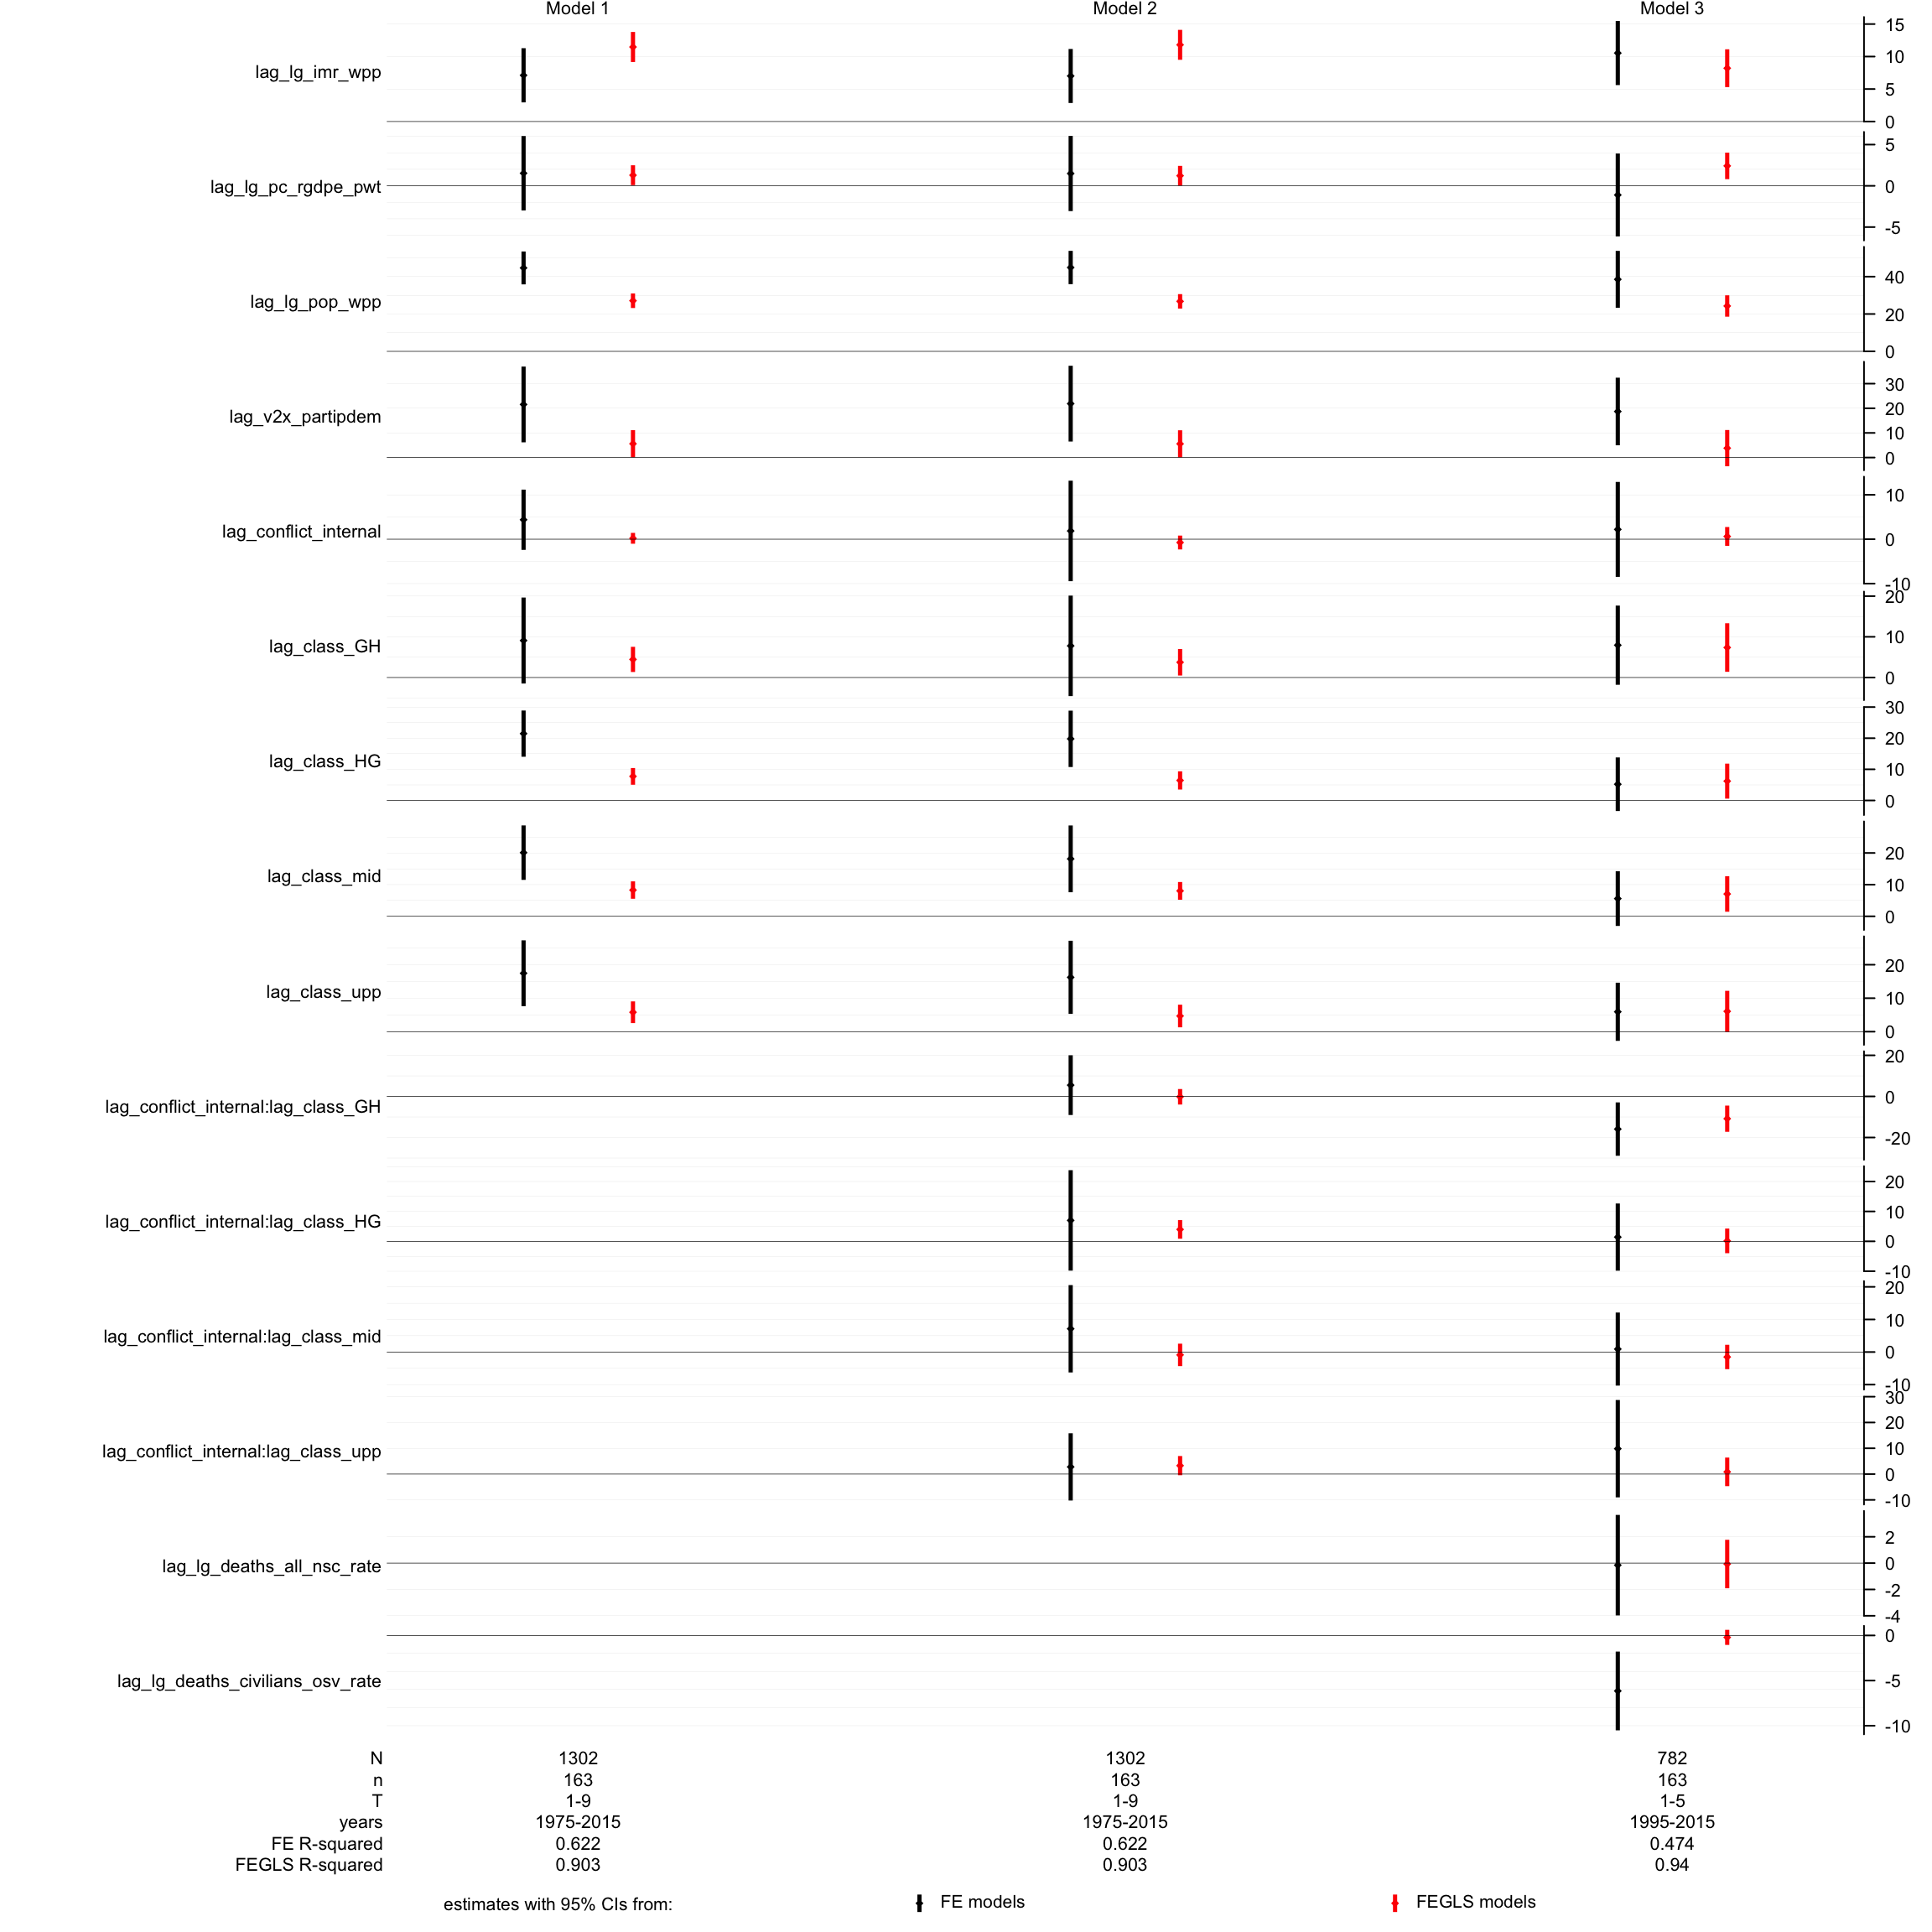 Model 1 Model 2 Model 3
lag_lg_imr_wpp 15 10 5 0
lag_lg_pc_rgdpe_pwt 5 0 -5
lag_lg_pop_wpp 40 20 0
lag_v2x_partipdem 30 20 10 0
lag_conflict_internal 10 0 -10
lag_class_GH 20 10 0
lag_class_HG 30 20 10 0
lag_class_mid 20 10 0
lag_class_upp 20 10 0
lag_conflict_internal:lag_class_GH 20 0 -20
lag_conflict_internal:lag_class_HG 20 10 0 -10
lag_conflict_internal:lag_class_mid 20 10 0 -10
lag_conflict_internal:lag_class_upp 30 20 10 0 -10
lag_lg_deaths_all_nsc_rate 2 0 -2 -4
lag_lg_deaths_civilians_osv_rate 0 -5 -10
N 1302 1302 782
n 163 163 163
T 1-9 1-9 1-5
years 1975-2015 1975-2015 1995-2015
FE R-squared 0.622 0.622 0.474
FEGLS R-squared 0.903 0.903 0.94
estimates with 95% CIs from: FE models FEGLS models